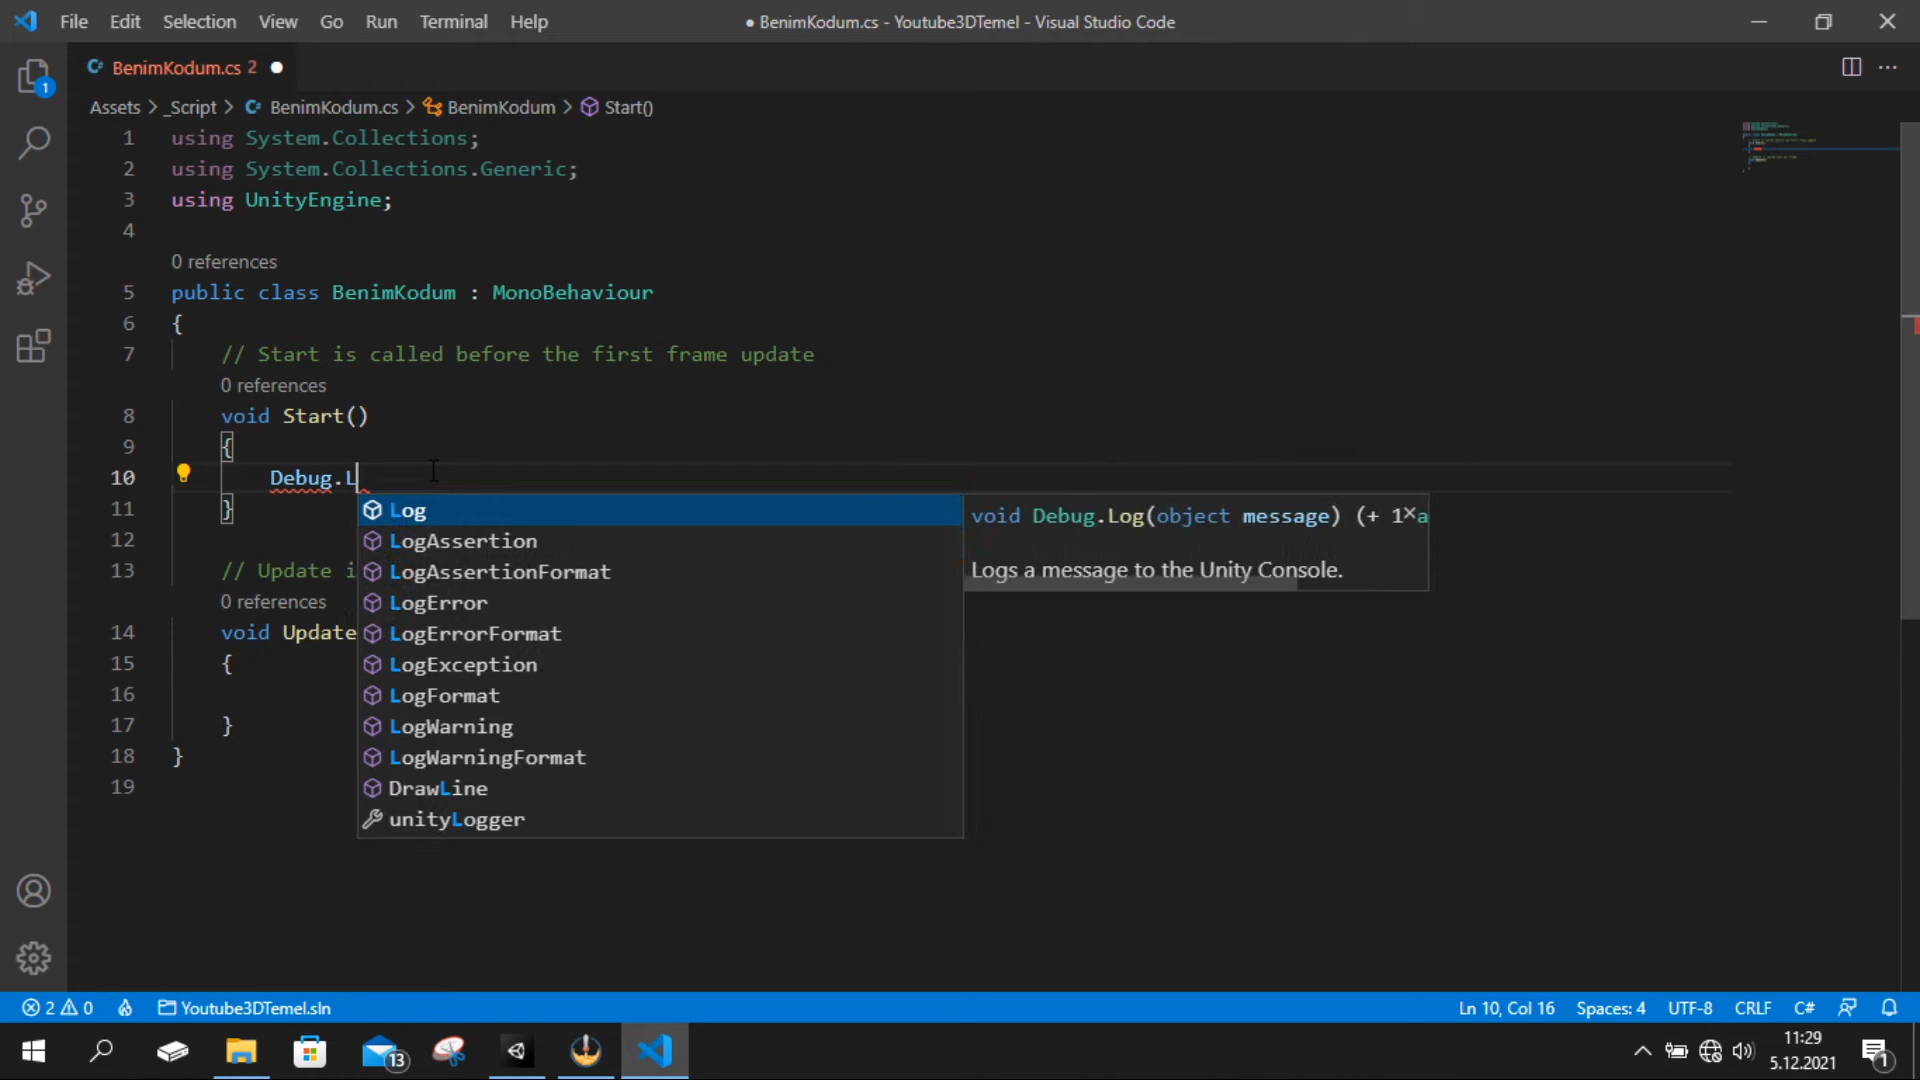 File Edit Selection View Go Run Terminal Help
● BenimKodum.cs - Youtube3DTemel - Visual Studio Code
BenimKodum.cs 2
Assets > _Script > BenimKodum.cs > BenimKodum > Start()
1 using System.Collections;
2 using System.Collections.Generic;
3 using UnityEngine;
4
0 references
5 public class BenimKodum : MonoBehaviour
6 {
7 // Start is called before the first frame update
0 references
8 void Start()
9 {
10 Debug.L
11 }
12
13 // Update i
0 references
14 void Update
15 {
16
17 }
18 }
19
Log
LogAssertion
LogAssertionFormat
LogError
LogErrorFormat
LogException
LogFormat
LogWarning
LogWarningFormat
DrawLine
unityLogger
void Debug.Log(object message) (+ 1
Logs a message to the Unity Console.
1
2 0 Youtube3DTemel.sln
Ln 10, Col 16 Spaces: 4 UTF-8 CRLF C#
13
11:29
5.12.2021
1